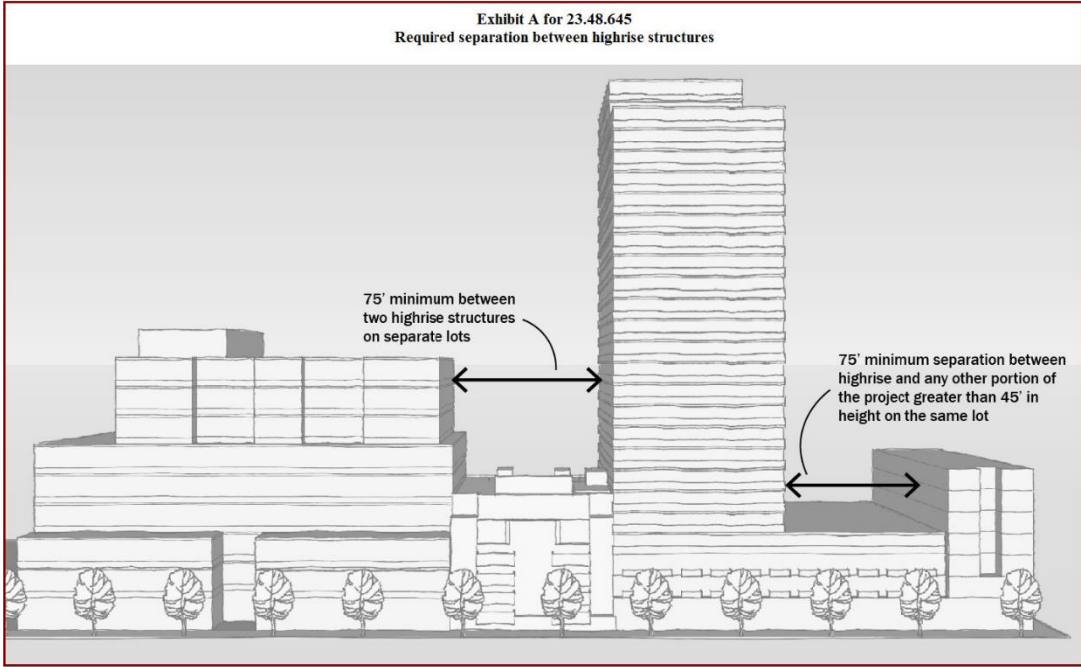 Exhibit A for 23.48.645
Required separation between highrise structures
75' minimum between
two highrise structures
on separate lots
75' minimum separation between
highrise and any other portion of
the project greater than 45' in
height on the same lot